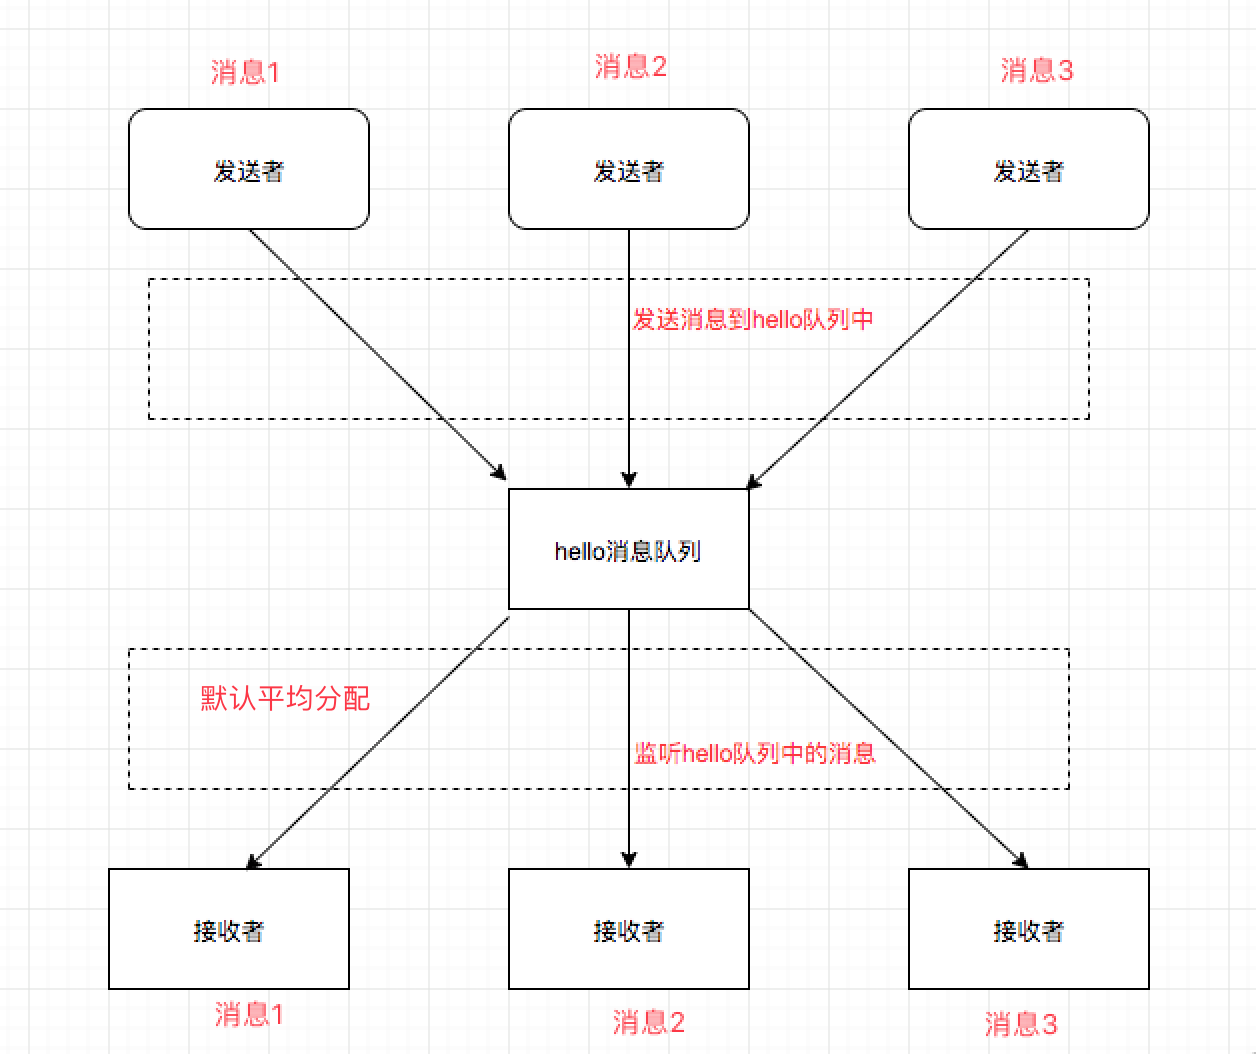 消息1
消息2
消息3
发送者
发送者
发送者
发送消息到hello队列中
hello消息队列
默认平均分配
监听hello队列中的消息
接收者
接收者
接收者
消息1
消息2
消息3